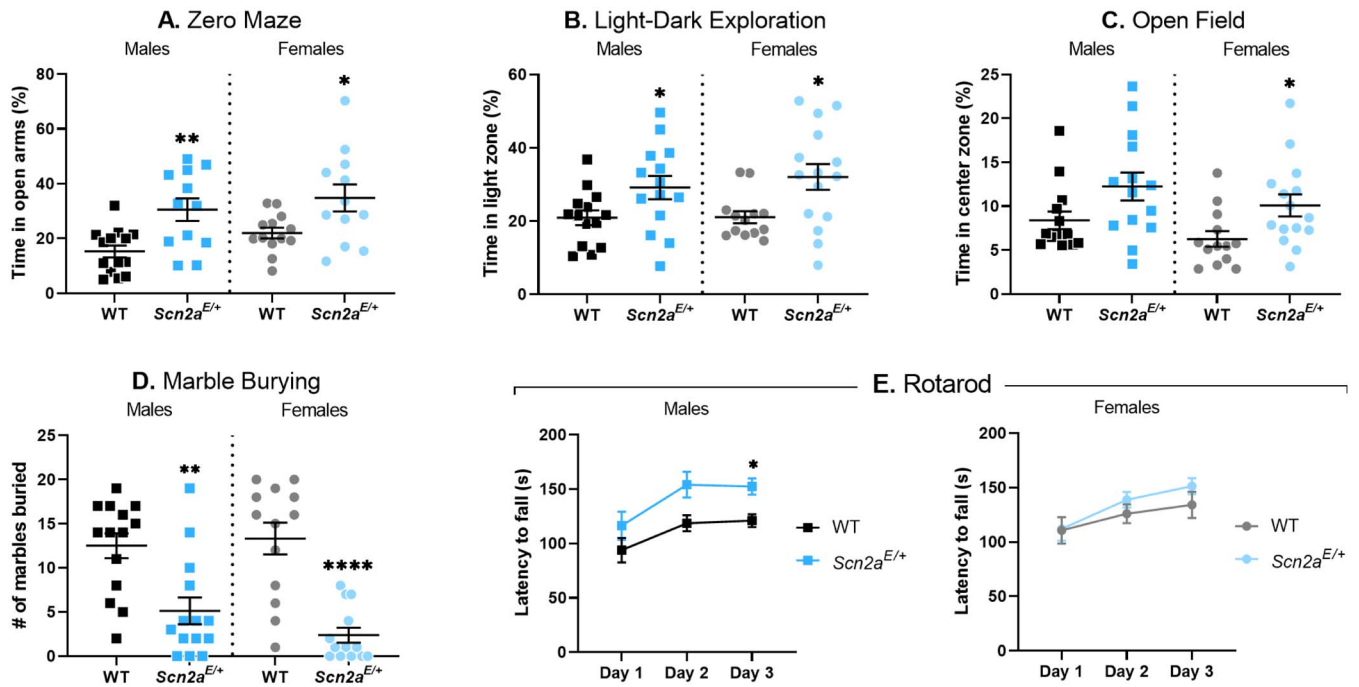 A. Zero Maze
Males
Females
Time in open arms (%)
80
60
40
20
0
**
*
WT
Scn2aE/+
WT
Scn2aE/+
B. Light-Dark Exploration
Males
Females
Time in light zone (%)
60
40
20
0
*
*
WT
Scn2aE/+
WT
Scn2aE/+
C. Open Field
Males
Females
Time in center zone (%)
25
20
15
10
5
0
*
WT
Scn2aE/+
WT
Scn2aE/+
D. Marble Burying
Males
Females
# of marbles buried
25
20
15
10
5
0
**
****
WT
Scn2aE/+
WT
Scn2aE/+
E. Rotarod
Males
Latency to fall (s)
200
150
100
50
0
*
Day 1
Day 2
Day 3
WT
Scn2aE/+
Females
Latency to fall (s)
200
150
100
50
0
Day 1
Day 2
Day 3
WT
Scn2aE/+